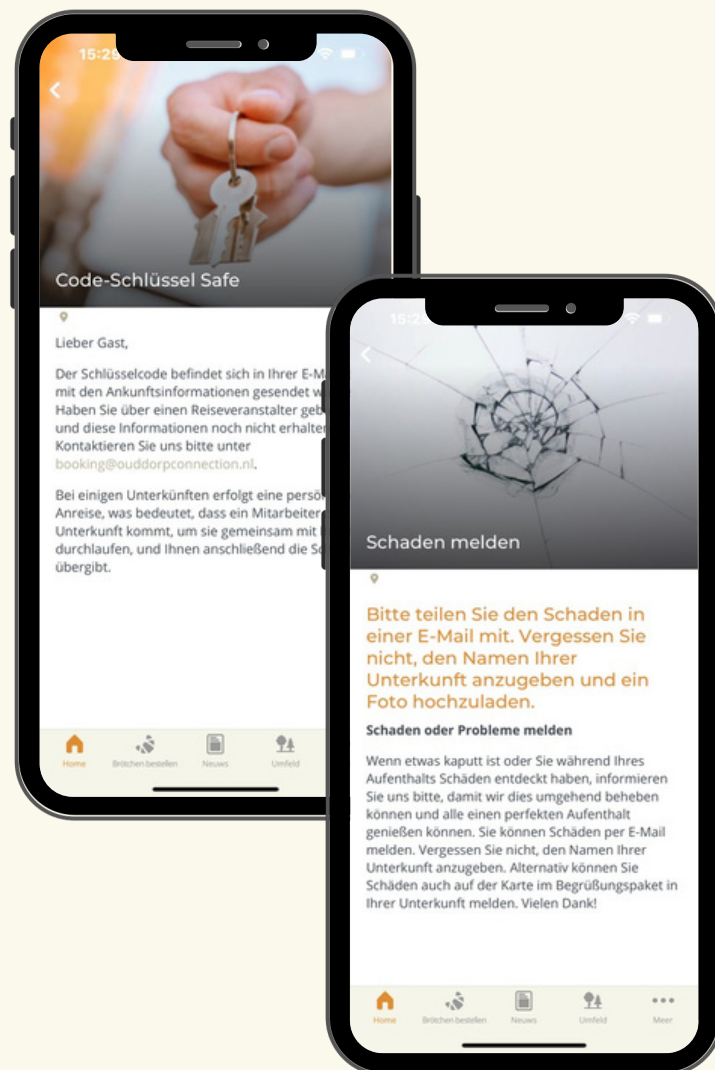 15:29
Code-Schlüssel Safe
Lieber Gast,
Der Schlüsselcode befindet sich in Ihrer
mit den Ankunftsinformationen gesendet
Haben Sie über einen Reiseveranstalter
und diese Informationen noch nicht
Kontaktieren Sie uns bitte unter
booking@ouddorpconnection.nl.
Bei einigen Unterkünften erfolgt eine
Anreise, was bedeutet, dass ein Mitarbeiter
Unterkunft kommt, um sie gemeinsam mit
durchlaufen, und Ihnen anschließend die
übergibt.
Home
Brötchen bestellen
Neuws
Umfeld
Schaden melden
Bitte teilen Sie den Schaden in
einer E-Mail mit. Vergessen Sie
nicht, den Namen Ihrer
Unterkunft anzugeben und ein
Foto hochzuladen.
Schaden oder Probleme melden
Wenn etwas kaputt ist oder Sie während Ihres
Aufenthalts Schäden entdeckt haben, informieren
Sie uns bitte, damit wir dies umgehend beheben
können und alle einen perfekten Aufenthalt
genießen können. Sie können Schäden per E-Mail
melden. Vergessen Sie nicht, den Namen Ihrer
Unterkunft anzugeben. Alternativ können Sie
Schäden auch auf der Karte im Begrüßungspaket in
Ihrer Unterkunft melden. Vielen Dank!
Home
Brötchen bestellen
Neuws
Umfeld
Meer